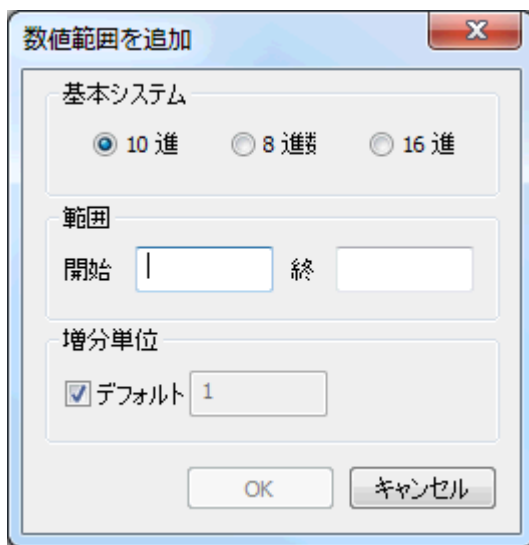 数値範囲を追加
基本システム
10 進 8 進数 16 進
範囲
開始 終
増分単位
デフォルト 1
OK キャンセル